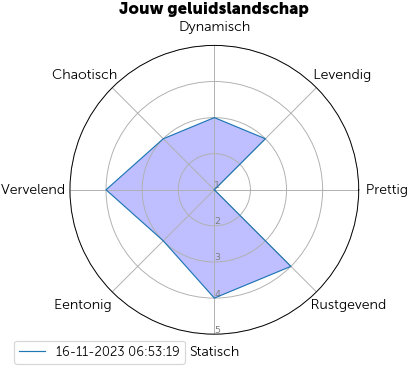 Jouw geluidslandschap
Dynamisch
Chaotisch
Levendig
Vervelend
1
Prettig
2
3
4
Eentonig
Rustgevend
5
16-11-2023 06:53:19
Statisch